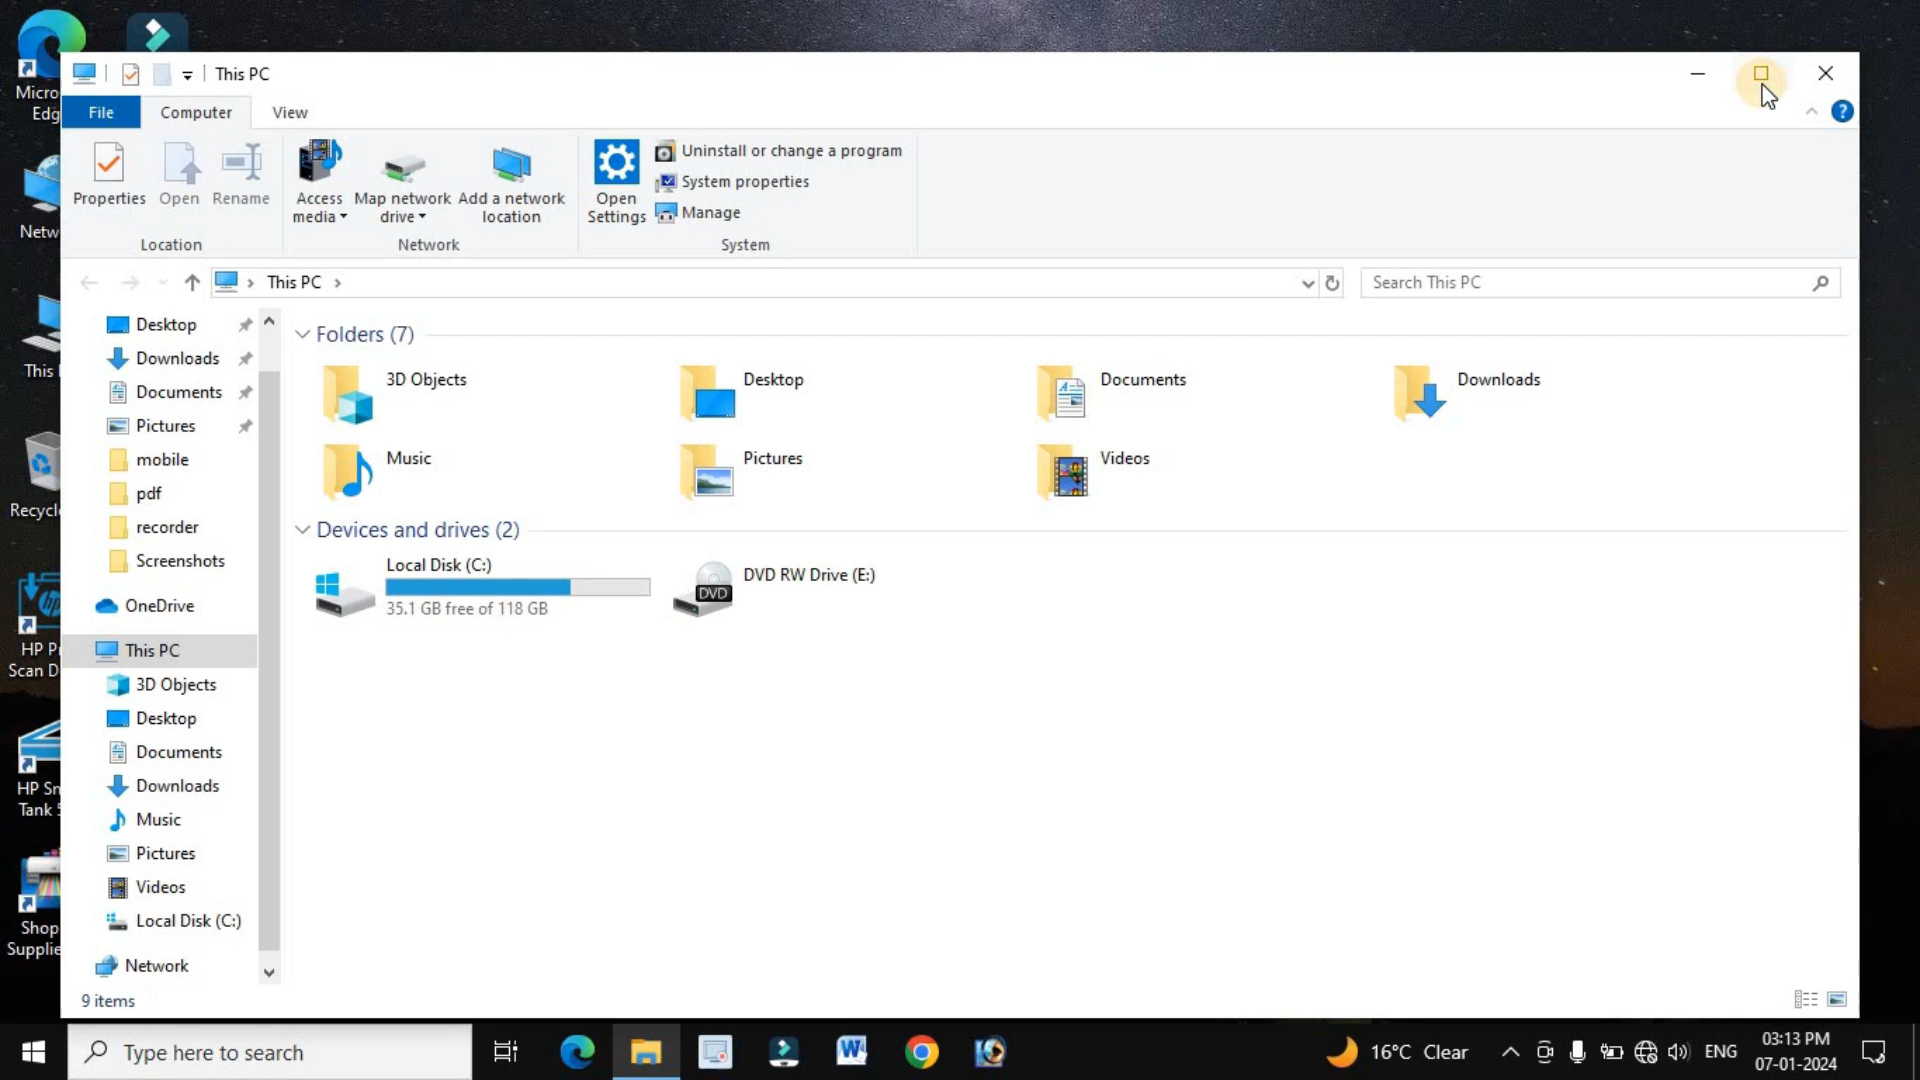 This PC
File
Computer
View
Properties
Open
Rename
Access media
Map network drive
Add a network location
Open Settings
Uninstall or change a program
System properties
Manage
Location
Network
System
This PC
Search This PC
Desktop
Downloads
Documents
Pictures
mobile
pdf
recorder
Screenshots
OneDrive
This PC
3D Objects
Desktop
Documents
Downloads
Music
Pictures
Videos
Local Disk (C:)
Network
Folders (7)
3D Objects
Desktop
Documents
Downloads
Music
Pictures
Videos
Devices and drives (2)
Local Disk (C:)
35.1 GB free of 118 GB
DVD
DVD RW Drive (E:)
9 items
Micro
Edg
Netw
This
Recycl
HP P
Scan D
HP Sn
Tank
Shop
Supplie
Type here to search
16°C Clear
ENG
03:13 PM
07-01-2024